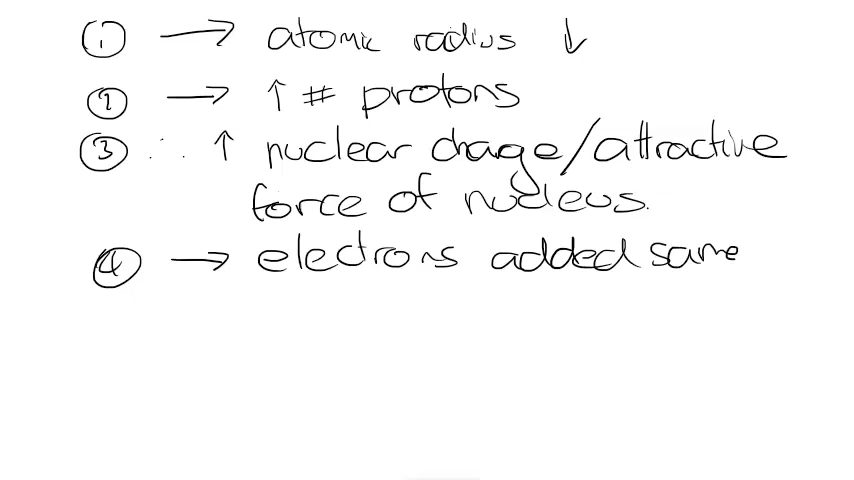 ① → atomic radius ↓
② → ↑ # protons
③ ∴ ↑ nuclear charge/attractive
force of nucleus.
④ → electrons added same